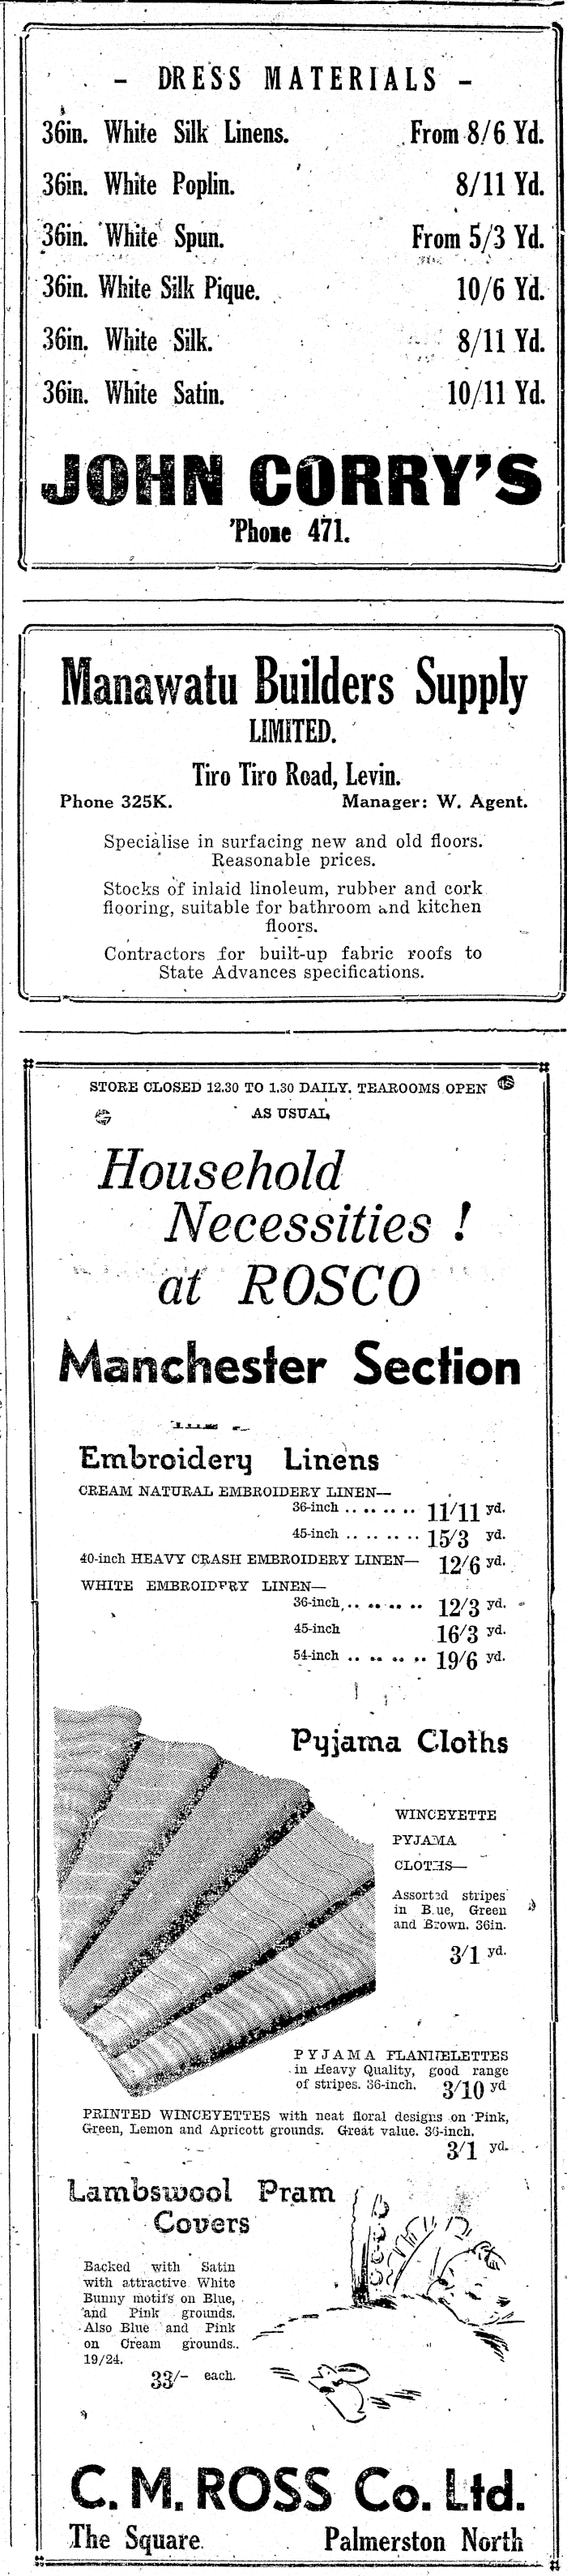 - DRESS MATERIALS -
36in. White Silk Linens. From 8/6 Yd.
36in. White Poplin. 8/11 Yd.
36in. White Spun. From 5/3 Yd.
36in. White Silk Pique. 10/6 Yd.
36in. White Silk. 8/11 Yd.
36in. White Satin. 10/11 Yd.
JOHN CORRY'S
'Phone 471.
Manawatu Builders Supply
LIMITED.
Tiro Tiro Road, Levin.
Phone 325K. Manager: W. Agent.
Specialise in surfacing new and old floors.
Reasonable prices.
Stocks of inlaid linoleum, rubber and cork
flooring, suitable for bathroom and kitchen
floors.
Contractors for built-up fabric roofs to
State Advances specifications.
STORE CLOSED 12.30 TO 1.30 DAILY. TEAROOMS OPEN
AS USUAL
Household
Necessities !
at ROSCO
Manchester Section
Embroidery Linens
CREAM NATURAL EMBROIDERY LINEN—
36-inch .. .. .. .. 11/11 yd.
45-inch .. .. .. .. 15/3 yd.
40-inch HEAVY CRASH EMBROIDERY LINEN— 12/6 yd.
WHITE EMBROIDERY LINEN—
36-inch .. .. .. .. 12/3 yd.
45-inch 16/3 yd.
54-inch .. .. .. .. 19/6 yd.
Pyjama Cloths
WINCEYETTE
PYJAMA
CLOTHS—
Assorted stripes
in Blue, Green
and Brown. 36in.
3/1 yd.
PYJAMA FLANNELETTES
in Heavy Quality, good range
of stripes. 36-inch. 3/10 yd
PRINTED WINCEYETTES with neat floral designs on Pink,
Green, Lemon and Apricott grounds. Great value. 36-inch.
3/1 yd.
Lambswool Pram
Covers
Backed with Satin
with attractive White
Bunny motifs on Blue,
and Pink grounds.
Also Blue and Pink
on Cream grounds..
19/24.
33/- each.
C. M. ROSS Co. Ltd.
The Square Palmerston North